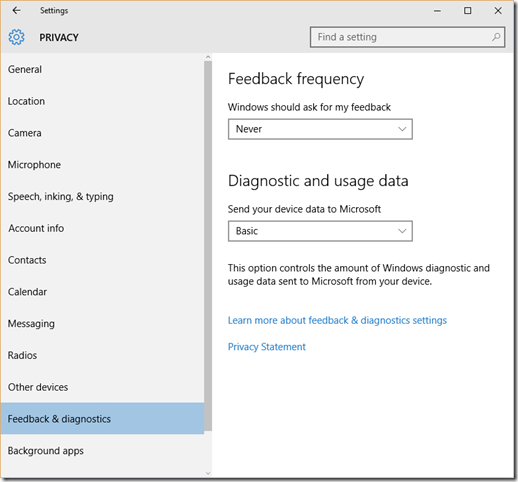 Settings
PRIVACY
Find a setting
General
Location
Camera
Microphone
Speech, inking, & typing
Account info
Contacts
Calendar
Messaging
Radios
Other devices
Feedback & diagnostics
Background apps
Feedback frequency
Windows should ask for my feedback
Never
Diagnostic and usage data
Send your device data to Microsoft
Basic
This option controls the amount of Windows diagnostic and
usage data sent to Microsoft from your device.
Learn more about feedback & diagnostics settings
Privacy Statement